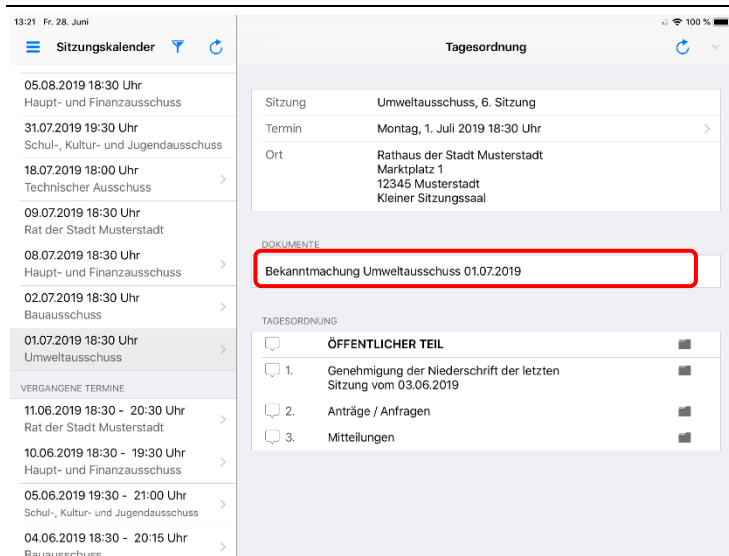 13:21 Fr. 28. Juni
100 %
Sitzungskalender
05.08.2019 18:30 Uhr
Haupt- und Finanzausschuss
31.07.2019 19:30 Uhr
Schul-, Kultur- und Jugendausschuss
18.07.2019 18:00 Uhr
Technischer Ausschuss
09.07.2019 18:30 Uhr
Rat der Stadt Musterstadt
08.07.2019 18:30 Uhr
Haupt- und Finanzausschuss
02.07.2019 18:30 Uhr
Bauausschuss
01.07.2019 18:30 Uhr
Umweltausschuss
VERGANGENE TERMINE
11.06.2019 18:30 - 20:30 Uhr
Rat der Stadt Musterstadt
10.06.2019 18:30 - 19:30 Uhr
Haupt- und Finanzausschuss
05.06.2019 19:30 - 21:00 Uhr
Schul-, Kultur- und Jugendausschuss
04.06.2019 18:30 - 20:15 Uhr
Bauausschuss
Tagesordnung
Sitzung Umweltausschuss, 6. Sitzung
Termin Montag, 1. Juli 2019 18:30 Uhr
Ort Rathaus der Stadt Musterstadt
Marktplatz 1
12345 Musterstadt
Kleiner Sitzungssaal
DOKUMENTE
Bekanntmachung Umweltausschuss 01.07.2019
TAGESORDNUNG
ÖFFENTLICHER TEIL
1. Genehmigung der Niederschrift der letzten
Sitzung vom 03.06.2019
2. Anträge / Anfragen
3. Mitteilungen